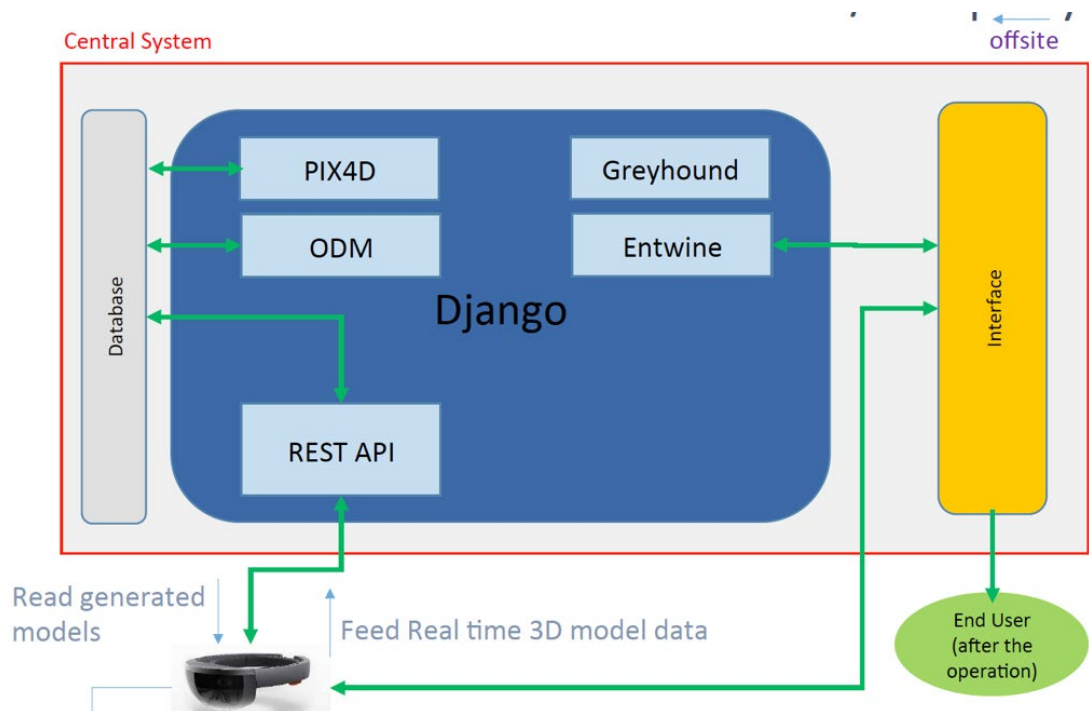 Central System
offsite
PIX4D
Greyhound
ODM
Entwine
Database
Django
Interface
REST API
Read generated
models
Feed Real time 3D model data
End User
(after the
operation)